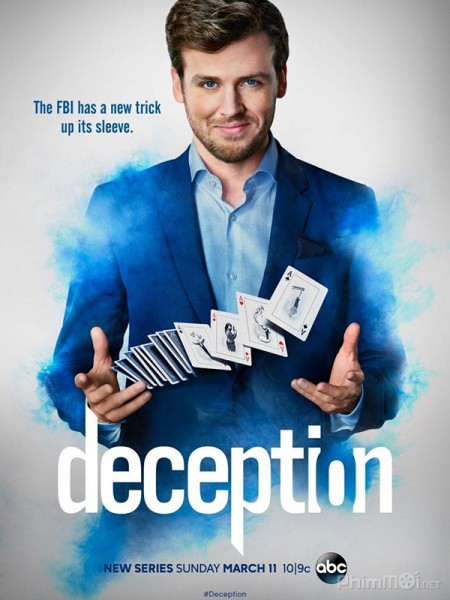 The FBI has a new trick
up its sleeve.
A
deception
NEW SERIES SUNDAY MARCH 11 10|9c abc
PhimMoi.net
#Deception